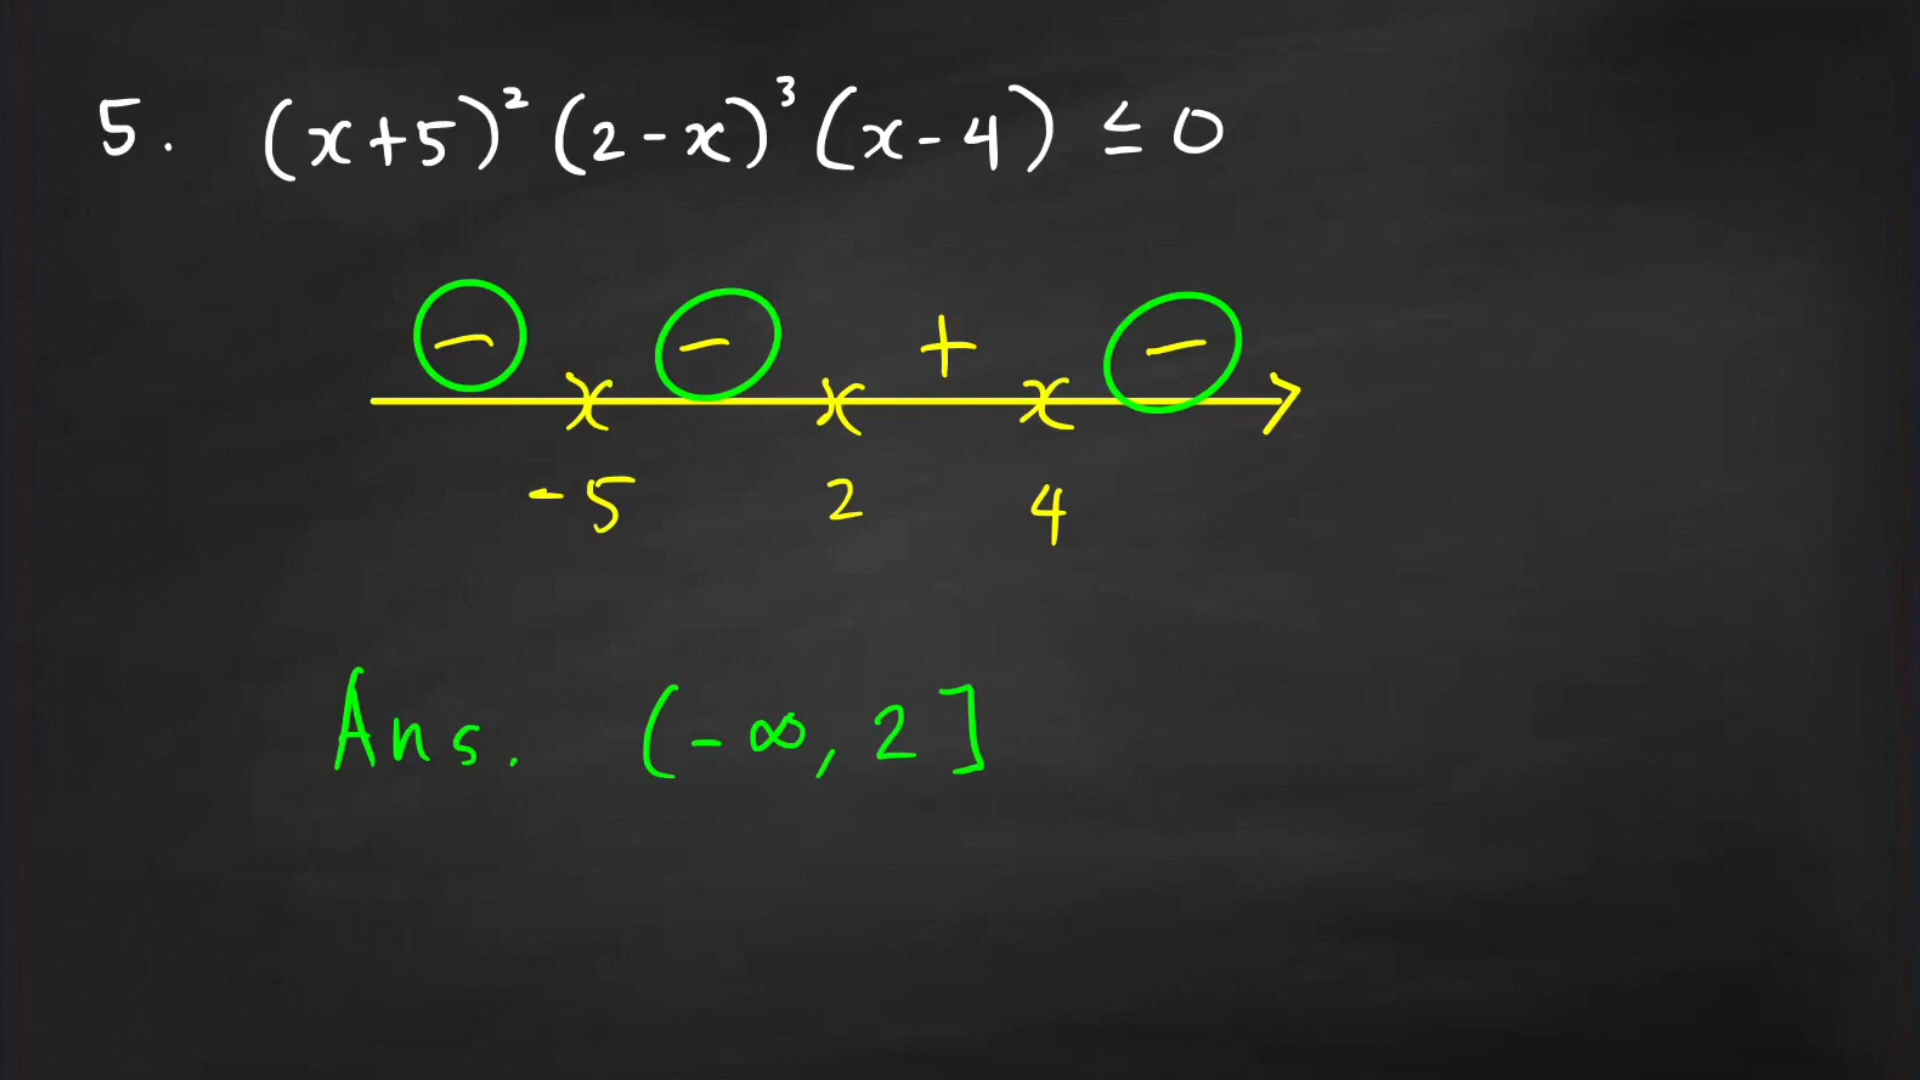 5. (x+5)² (2-x)³ (x-4) ≤ 0
- - + -
-5 2 4
Ans. (-∞, 2]